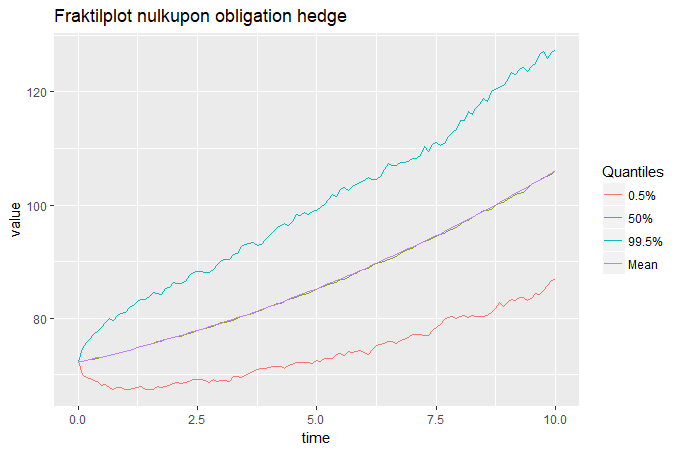 Fraktilplot nulkupon obligation hedge
value
120
100
80
0.0
2.5
5.0
7.5
10.0
time
Quantiles
0.5%
50%
99.5%
Mean